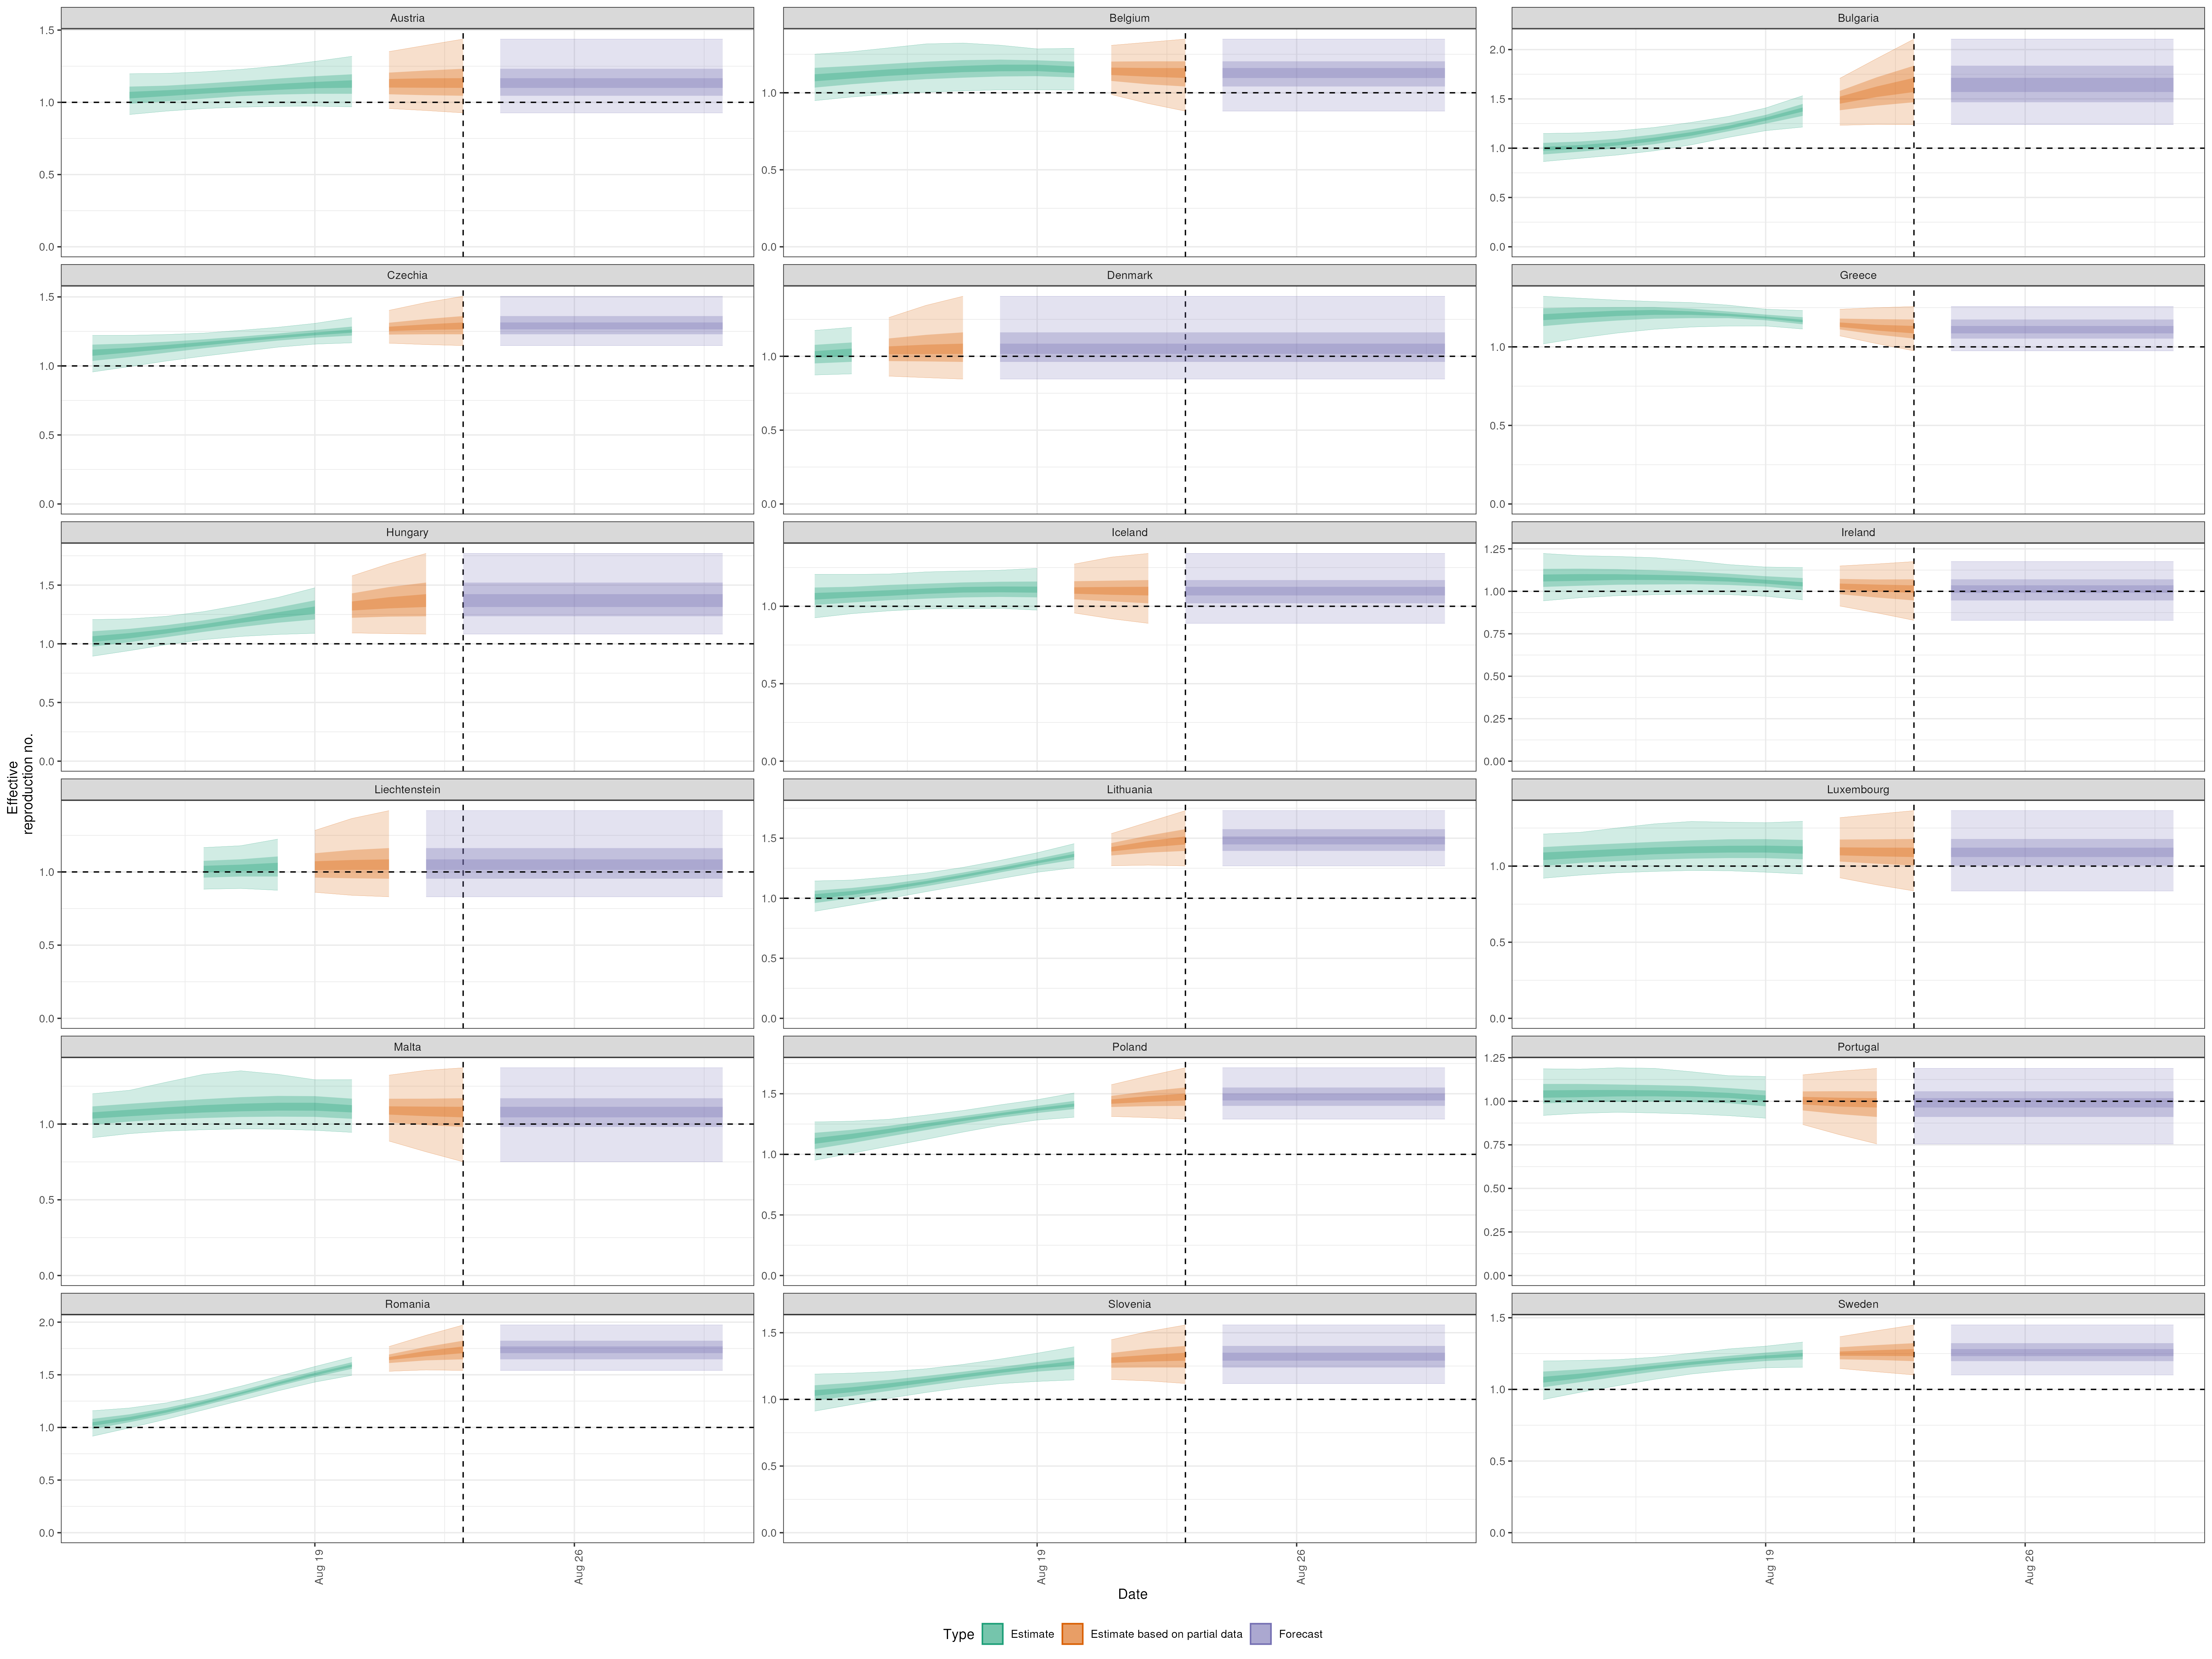 Austria
Belgium
Bulgaria
1.5
1.0
0.5
0.0
1.0
0.5
0.0
2.0
1.5
1.0
0.5
0.0
Czechia
Denmark
Greece
1.5
1.0
0.5
0.0
1.0
0.5
0.0
1.0
0.5
0.0
Hungary
Iceland
Ireland
1.5
1.0
0.5
0.0
1.0
0.5
0.0
1.25
1.00
0.75
0.50
0.25
0.00
Effective
reproduction no.
Liechtenstein
Lithuania
Luxembourg
1.0
0.5
0.0
1.5
1.0
0.5
0.0
1.0
0.5
0.0
Malta
Poland
Portugal
1.0
0.5
0.0
1.5
1.0
0.5
0.0
1.25
1.00
0.75
0.50
0.25
0.00
Romania
Slovenia
Sweden
2.0
1.5
1.0
0.5
0.0
1.5
1.0
0.5
0.0
1.5
1.0
0.5
0.0
Aug 19
Aug 26
Aug 19
Aug 26
Aug 19
Aug 26
Date
Type
Estimate
Estimate based on partial data
Forecast